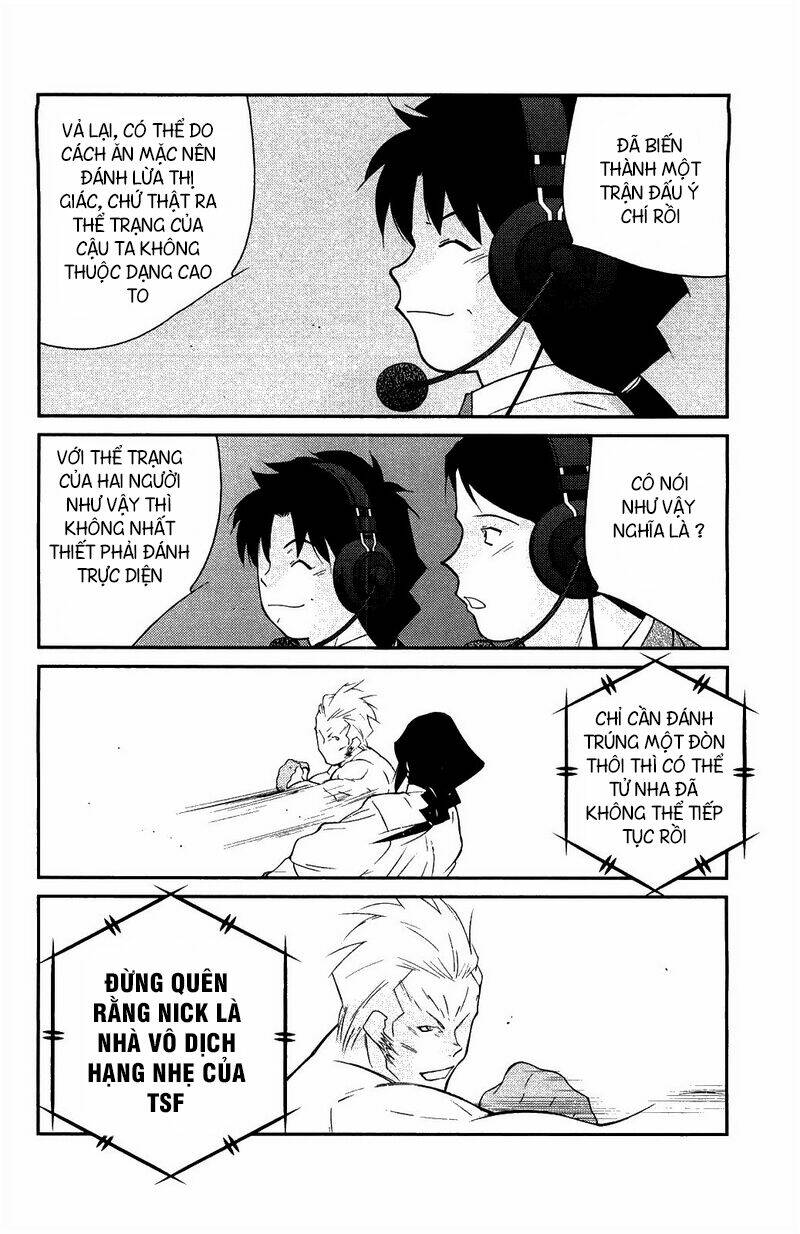 ĐÃ BIẾN
THÀNH MỘT
TRẬN ĐẤU Ý
CHÍ RỒI
VẢ LẠI, CÓ THỂ DO
CÁCH ĂN MẶC NÊN
ĐÁNH LỪA THỊ
GIÁC, CHỨ THẬT RA
THỂ TRẠNG CỦA
CẬU TA KHÔNG
THUỘC DẠNG CAO
TO
CÔ NÓI
NHƯ VẬY
NGHĨA LÀ ?
VỚI THỂ TRẠNG
CỦA HAI NGƯỜI
NHƯ VẬY THÌ
KHÔNG NHẤT
THIẾT PHẢI ĐÁNH
TRỰC DIỆN
CHỈ CẦN ĐÁNH
TRÚNG MỘT ĐÒN
THÔI THÌ CÓ THỂ
TỬ NHA ĐÃ
KHÔNG THỂ TIẾP
TỤC RỒI
ĐỪNG QUÊN
RẰNG NICK LÀ
NHÀ VÔ DỊCH
HẠNG NHẸ CỦA
TSF